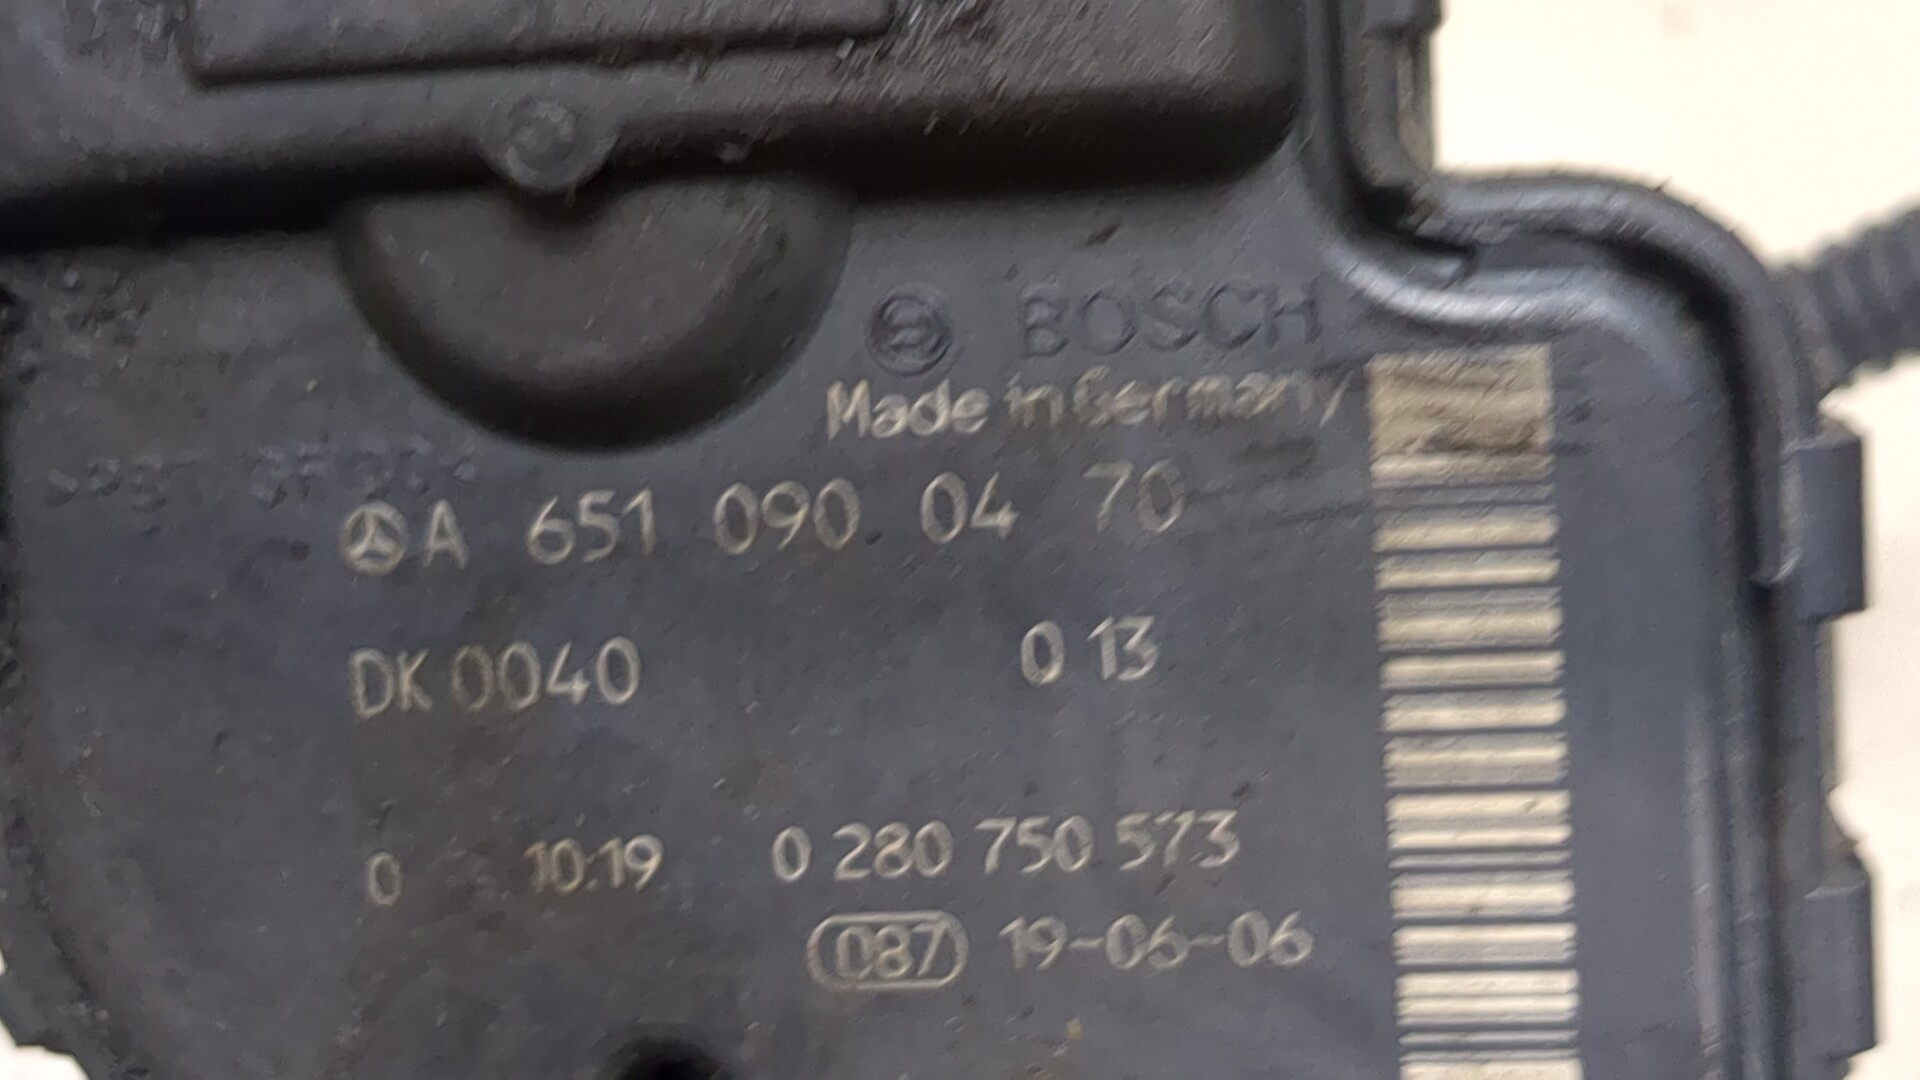 BOSCH
Made in Germany
A 651 090 04 70
DK 0040 0 13
0 10:19 0 280 750 573
087 19-06-06